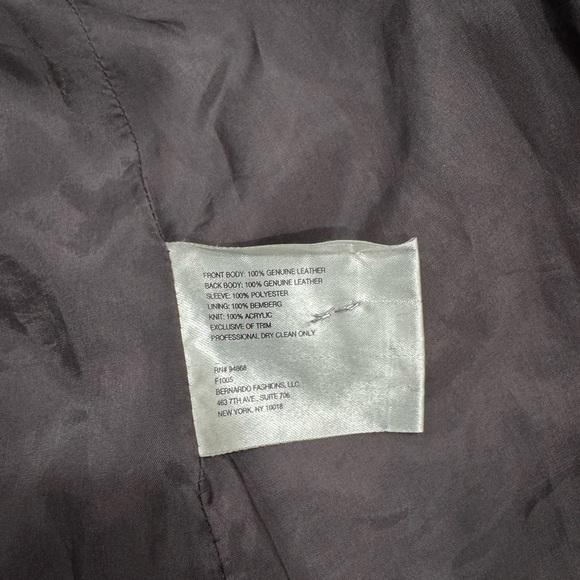 FRONT BODY: 100% GENUINE LEATHER
BACK BODY: 100% GENUINE LEATHER
SLEEVE: 100% POLYESTER
LINING: 100% BEMBERG
KNIT: 100% ACRYLIC
EXCLUSIVE OF TRIM
PROFESSIONAL DRY CLEAN ONLY
RN# 94868
F1005
BERNARDO FASHIONS, LLC.
463 7TH AVE., SUITE 706
NEW YORK, NY 10018